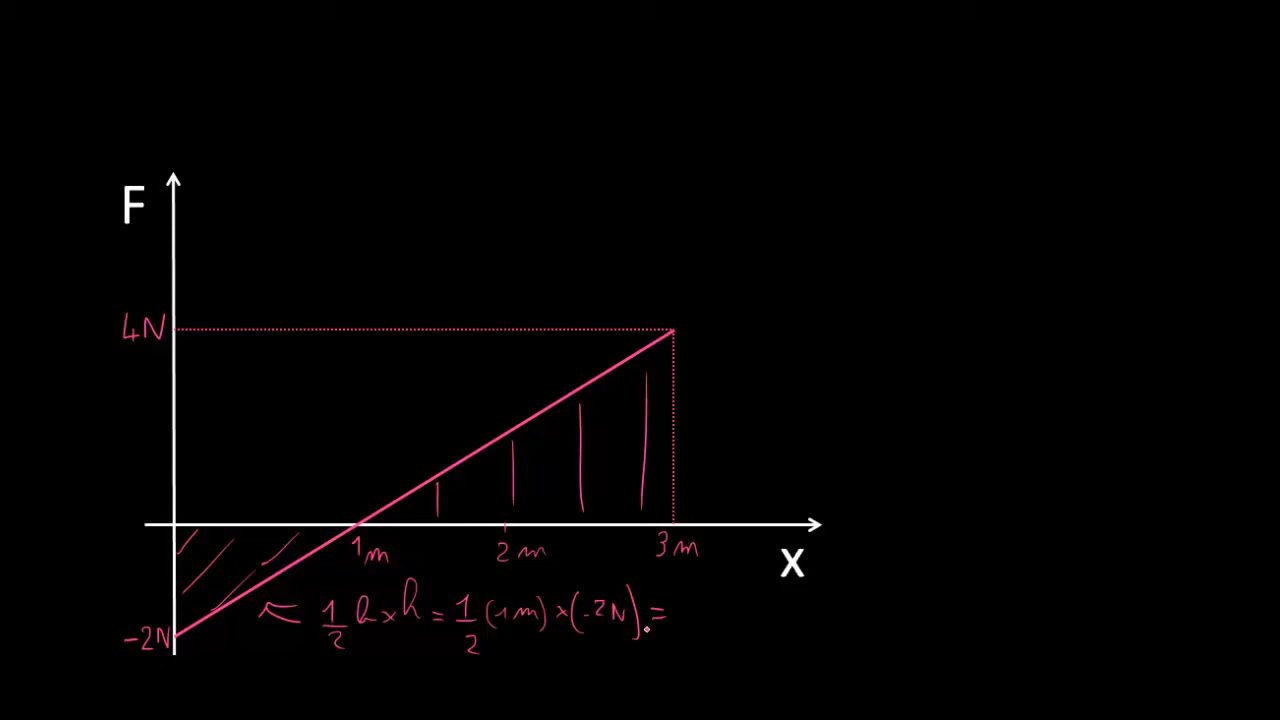 F
4N
1m 2m 3m
X
-2N
← 1/2 b×h = 1/2 (1m) × (-2N) =